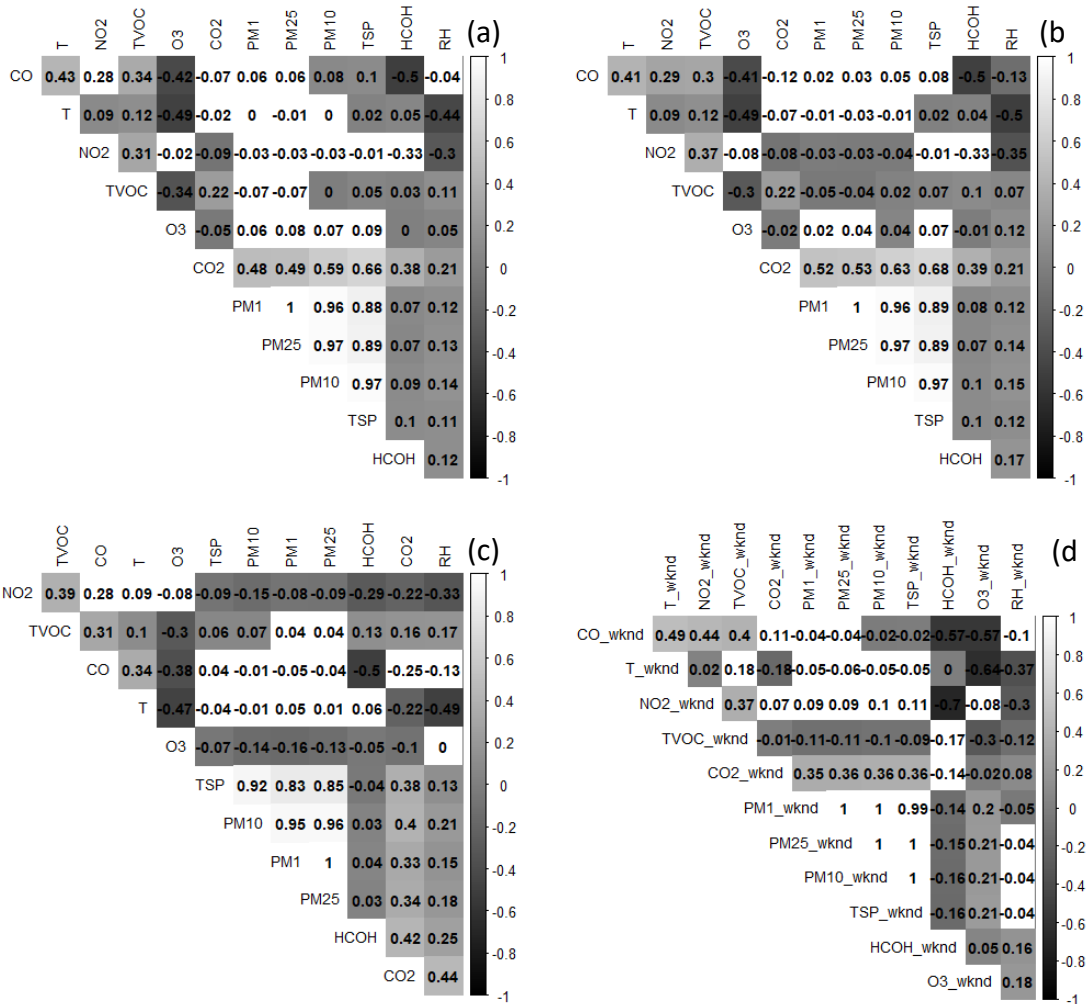 (a)
T NO2 TVOC O3 CO2 PM1 PM25 PM10 TSP HCOH RH
CO 0.43 0.28 0.34 -0.42 -0.07 0.06 0.06 0.08 0.1 -0.5 -0.04
T 0.09 0.12 -0.49 -0.02 0 -0.01 0 0.02 0.05 -0.44
NO2 0.31 -0.02 -0.09 -0.03 -0.03 -0.03 -0.01 -0.33 -0.3
TVOC -0.34 0.22 -0.07 -0.07 0 0.05 0.03 0.11
O3 -0.05 0.06 0.08 0.07 0.09 0 0.05
CO2 0.48 0.49 0.59 0.66 0.38 0.21
PM1 1 0.96 0.88 0.07 0.12
PM25 0.97 0.89 0.07 0.13
PM10 0.97 0.09 0.14
TSP 0.1 0.11
HCOH 0.12
1
0.8
0.6
0.4
0.2
0
-0.2
-0.4
-0.6
-0.8
-1
(b
T NO2 TVOC O3 CO2 PM1 PM25 PM10 TSP HCOH RH
CO 0.41 0.29 0.3 -0.41 -0.12 0.02 0.03 0.05 0.08 -0.5 -0.13
T 0.09 0.12 -0.49 -0.07 -0.01 -0.03 -0.01 0.02 0.04 -0.5
NO2 0.37 -0.08 -0.08 -0.03 -0.03 -0.04 -0.01 -0.33 -0.35
TVOC -0.3 0.22 -0.05 -0.04 0.02 0.07 0.1 0.07
O3 -0.02 0.02 0.04 0.04 0.07 -0.01 0.12
CO2 0.52 0.53 0.63 0.68 0.39 0.21
PM1 1 0.96 0.89 0.08 0.12
PM25 0.97 0.89 0.07 0.14
PM10 0.97 0.1 0.15
TSP 0.1 0.12
HCOH 0.17
1
0.8
0.6
0.4
0.2
0
-0.2
-0.4
-0.6
-0.8
-1
(c)
TVOC CO T O3 TSP PM10 PM1 PM25 HCOH CO2 RH
NO2 0.39 0.28 0.09 -0.08 -0.09 -0.15 -0.08 -0.09 -0.29 -0.22 -0.33
TVOC 0.31 0.1 -0.3 0.06 0.07 0.04 0.04 0.13 0.16 0.17
CO 0.34 -0.38 0.04 -0.01 -0.05 -0.04 -0.5 -0.25 -0.13
T -0.47 -0.04 -0.01 0.05 0.01 0.06 -0.22 -0.49
O3 -0.07 -0.14 -0.16 -0.13 -0.05 -0.1 0
TSP 0.92 0.83 0.85 -0.04 0.38 0.13
PM10 0.95 0.96 0.03 0.4 0.21
PM1 1 0.04 0.33 0.15
PM25 0.03 0.34 0.18
HCOH 0.42 0.25
CO2 0.44
1
0.8
0.6
0.4
0.2
0
-0.2
-0.4
-0.6
-0.8
-1
(d
T_wknd NO2_wknd TVOC_wknd CO2_wknd PM1_wknd PM25_wknd PM10_wknd TSP_wknd HCOH_wknd O3_wknd RH_wknd
CO_wknd 0.49 0.44 0.4 0.11 -0.04 -0.04 -0.02 -0.02 -0.57 -0.57 -0.1
T_wknd 0.02 0.18 -0.18 -0.05 -0.06 -0.05 -0.05 0 -0.64 -0.37
NO2_wknd 0.37 0.07 0.09 0.09 0.1 0.11 -0.7 -0.08 -0.3
TVOC_wknd -0.01 -0.11 -0.11 -0.1 -0.09 -0.17 -0.3 -0.12
CO2_wknd 0.35 0.36 0.36 0.36 -0.14 -0.02 0.08
PM1_wknd 1 1 0.99 -0.14 0.2 -0.05
PM25_wknd 1 1 -0.15 0.21 -0.04
PM10_wknd 1 -0.16 0.21 -0.04
TSP_wknd -0.16 0.21 -0.04
HCOH_wknd 0.05 0.16
O3_wknd 0.18
1
0.8
0.6
0.4
0.2
0
-0.2
-0.4
-0.6
-0.8
-1